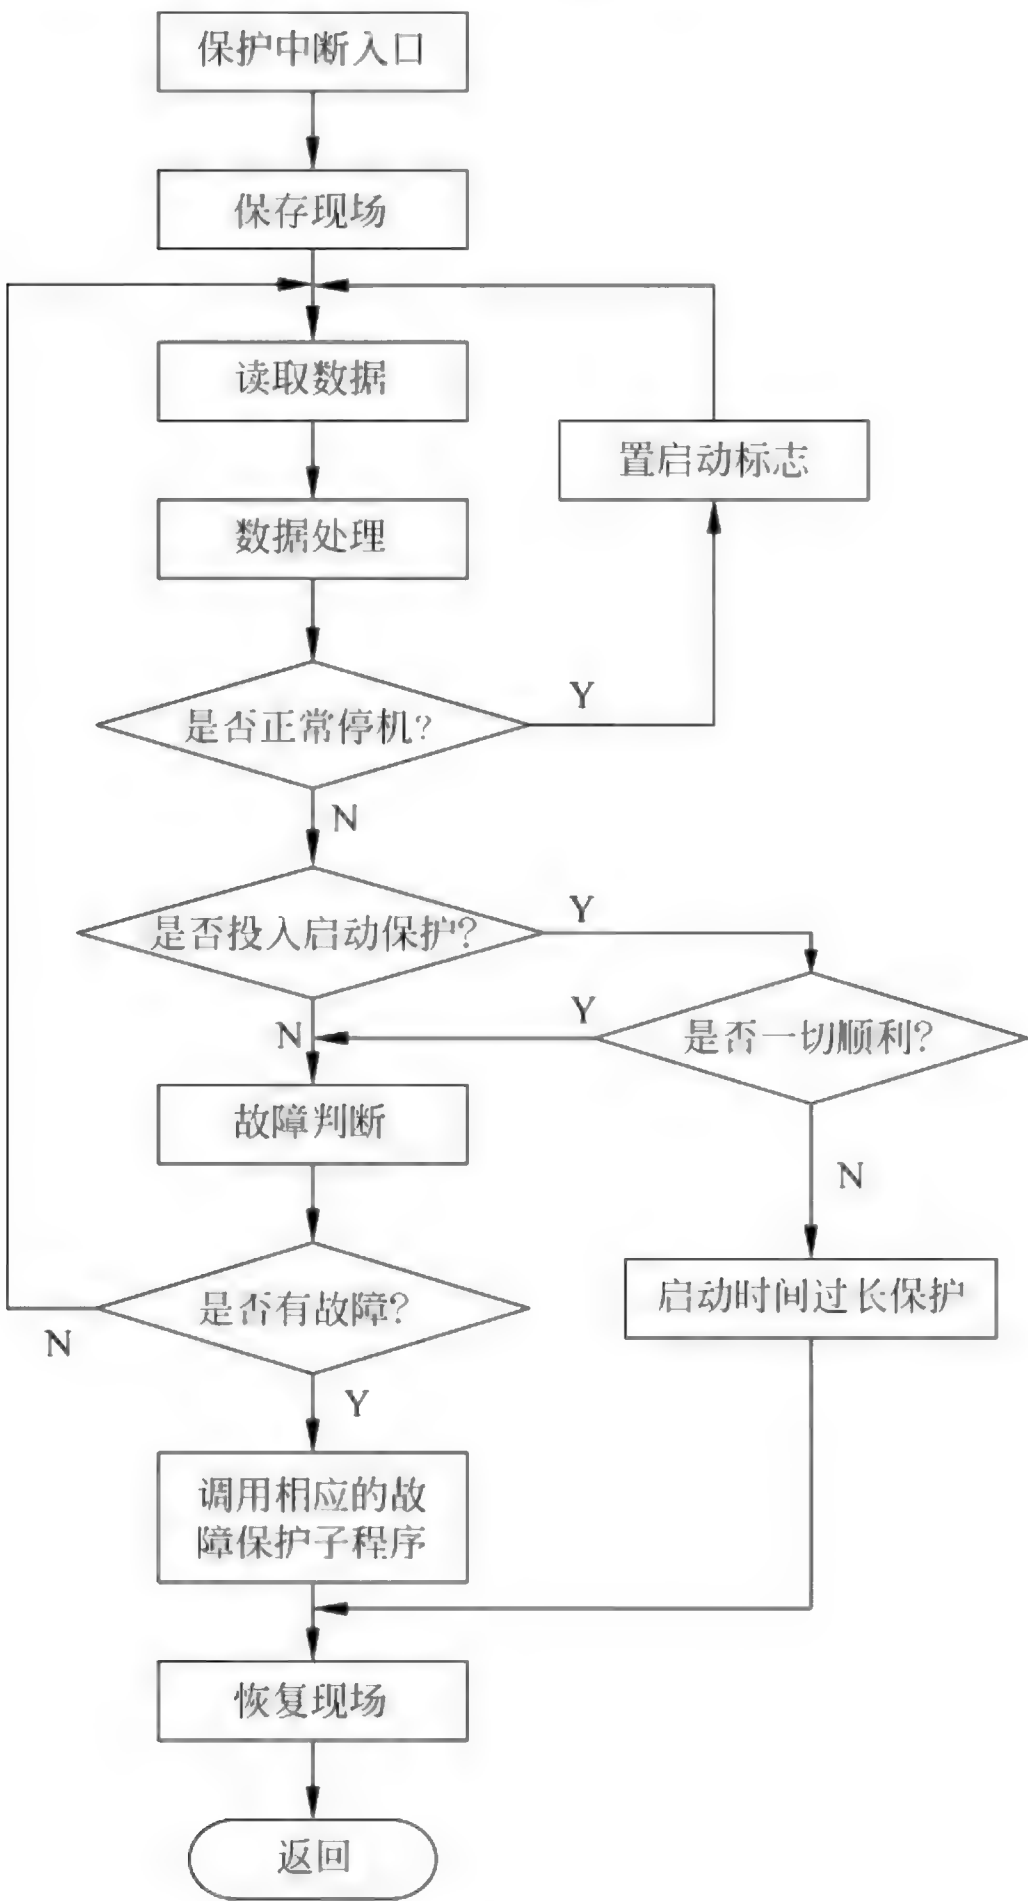 保护中断入口
保存现场
读取数据
置启动标志
数据处理
是否正常停机?
Y
N
是否投入启动保护?
Y
是否一切顺利?
Y
N
故障判断
N
是否有故障?
N
启动时间过长保护
Y
调用相应的故
障保护子程序
恢复现场
返回